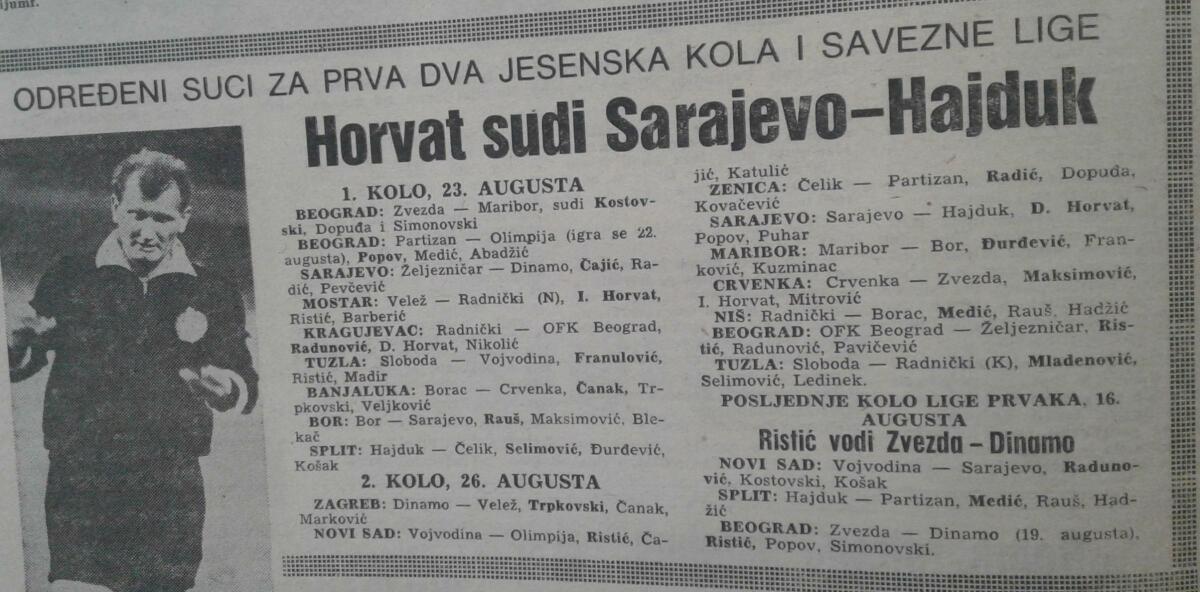 ijumf.
ODREĐENI SUCI ZA PRVA DVA JESENSKA KOLA I SAVEZNE LIGE
Horvat sudi Sarajevo—Hajduk
1. KOLO, 23. AUGUSTA
BEOGRAD: Zvezda — Maribor, sudi Kostov-
ski, Dopuđa i Simonovski
BEOGRAD: Partizan — Olimpija (igra se 22.
augusta), Popov, Medić, Abadžić
SARAJEVO: Željezničar — Dinamo, Čajić, Ra-
dić, Pevčević
MOSTAR: Velež — Radnički (N), I. Horvat,
Ristić, Barberić
KRAGUJEVAC: Radnički — OFK Beograd,
Radunović, D. Horvat, Nikolić
TUZLA: Sloboda — Vojvodina, Franulović,
Ristić, Madir
BANJALUKA: Borac — Crvenka, Čanak, Tr-
pkovski, Veljković
BOR: Bor — Sarajevo, Rauš, Maksimović, Ble-
kač
SPLIT: Hajduk — Čelik, Selimović, Đurđević,
Košak
2. KOLO, 26. AUGUSTA
ZAGREB: Dinamo — Velež, Trpkovski, Čanak,
Marković
NOVI SAD: Vojvodina — Olimpija, Ristić, Ča-
jić, Katulić
ZENICA: Čelik — Partizan, Radić, Dopuđa,
Kovačević
SARAJEVO: Sarajevo — Hajduk, D. Horvat,
Popov, Puhar
MARIBOR: Maribor — Bor, Đurđević, Fran-
ković, Kuzminac
CRVENKA: Crvenka — Zvezda, Maksimović,
I. Horvat, Mitrović
NIŠ: Radnički — Borac, Medić, Rauš, Hadžić
BEOGRAD: OFK Beograd — Željezničar, Ris-
tić, Radunović, Pavičević
TUZLA: Sloboda — Radnički (K), Mladenović,
Selimović, Ledinek.
POSLJEDNJE KOLO LIGE PRVAKA, 16.
AUGUSTA
Ristić vodi Zvezda — Dinamo
NOVI SAD: Vojvodina — Sarajevo,Раduno-
vić, Kostovski, Košak
SPLIT: Hajduk — Partizan, Medić, Rauš, Had-
žić
BEOGRAD: Zvezda — Dinamo (19. augusta),
Ristić, Popov, Simonovski.